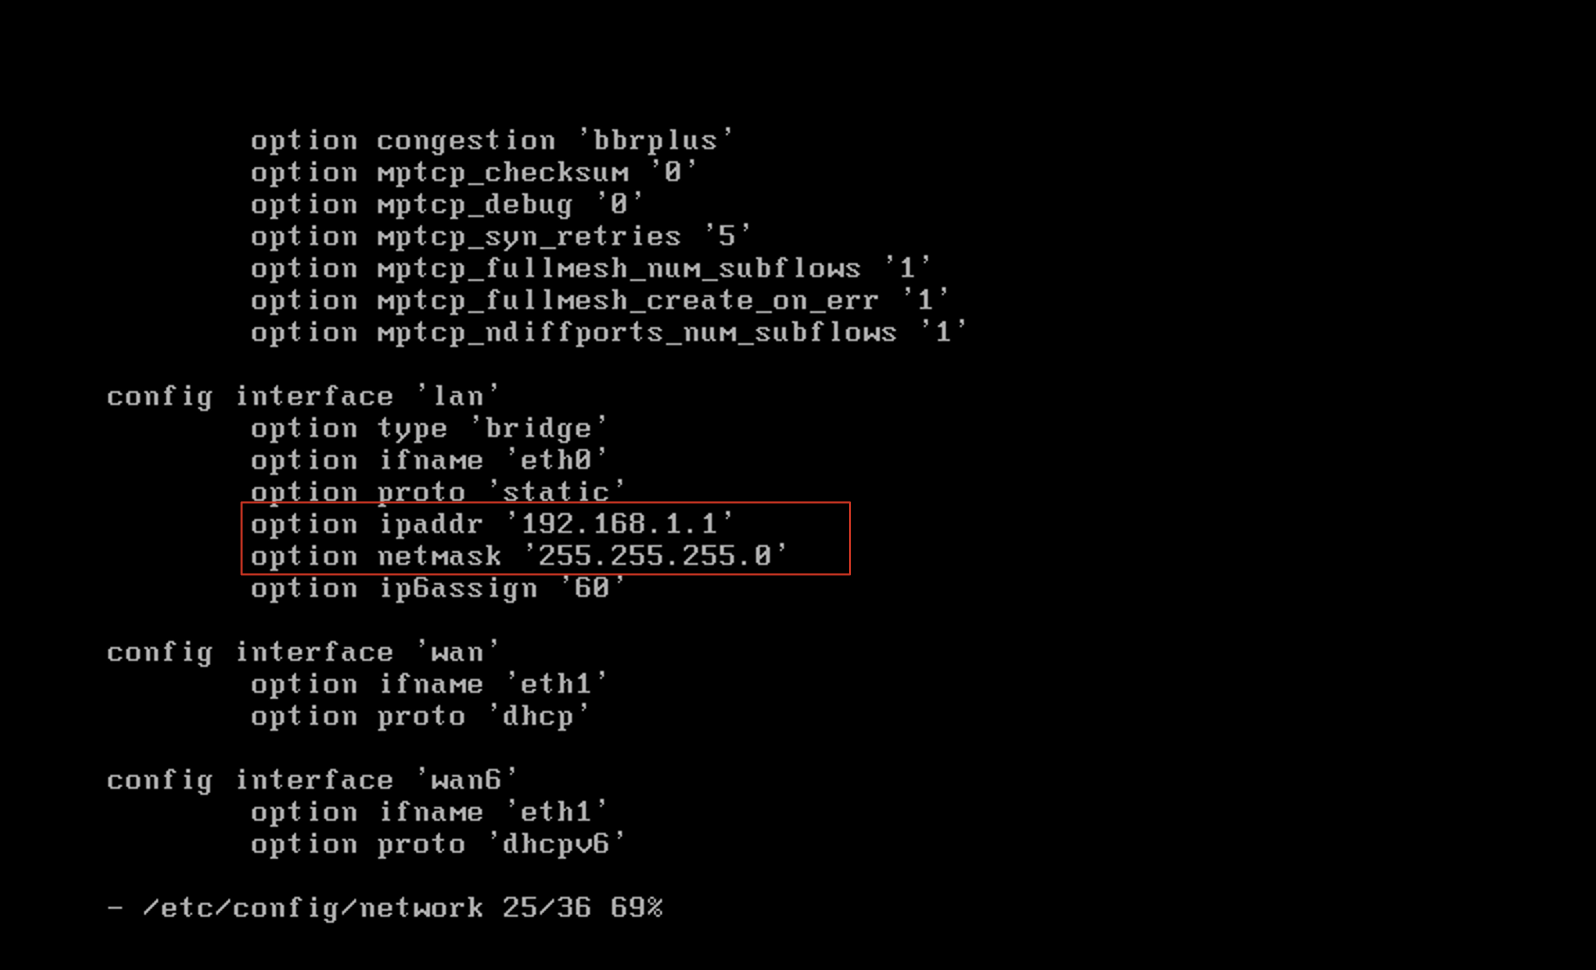 option congestion 'bbrplus'
option mptcp_checksum '0'
option mptcp_debug '0'
option mptcp_syn_retries '5'
option mptcp_fullmesh_num_subflows '1'
option mptcp_fullmesh_create_on_err '1'
option mptcp_ndiffports_num_subflows '1'
config interface 'lan'
option type 'bridge'
option ifname 'eth0'
option proto 'static'
option ipaddr '192.168.1.1'
option netmask '255.255.255.0'
option ip6assign '60'
config interface 'wan'
option ifname 'eth1'
option proto 'dhcp'
config interface 'wan6'
option ifname 'eth1'
option proto 'dhcpv6'
- /etc/config/network 25/36 69%